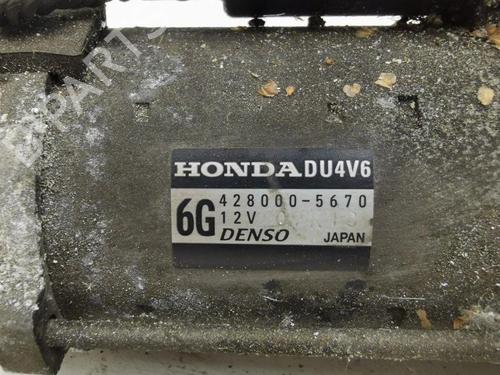 HONDA DU4V6
6G 428000-5670
12V
DENSO JAPAN